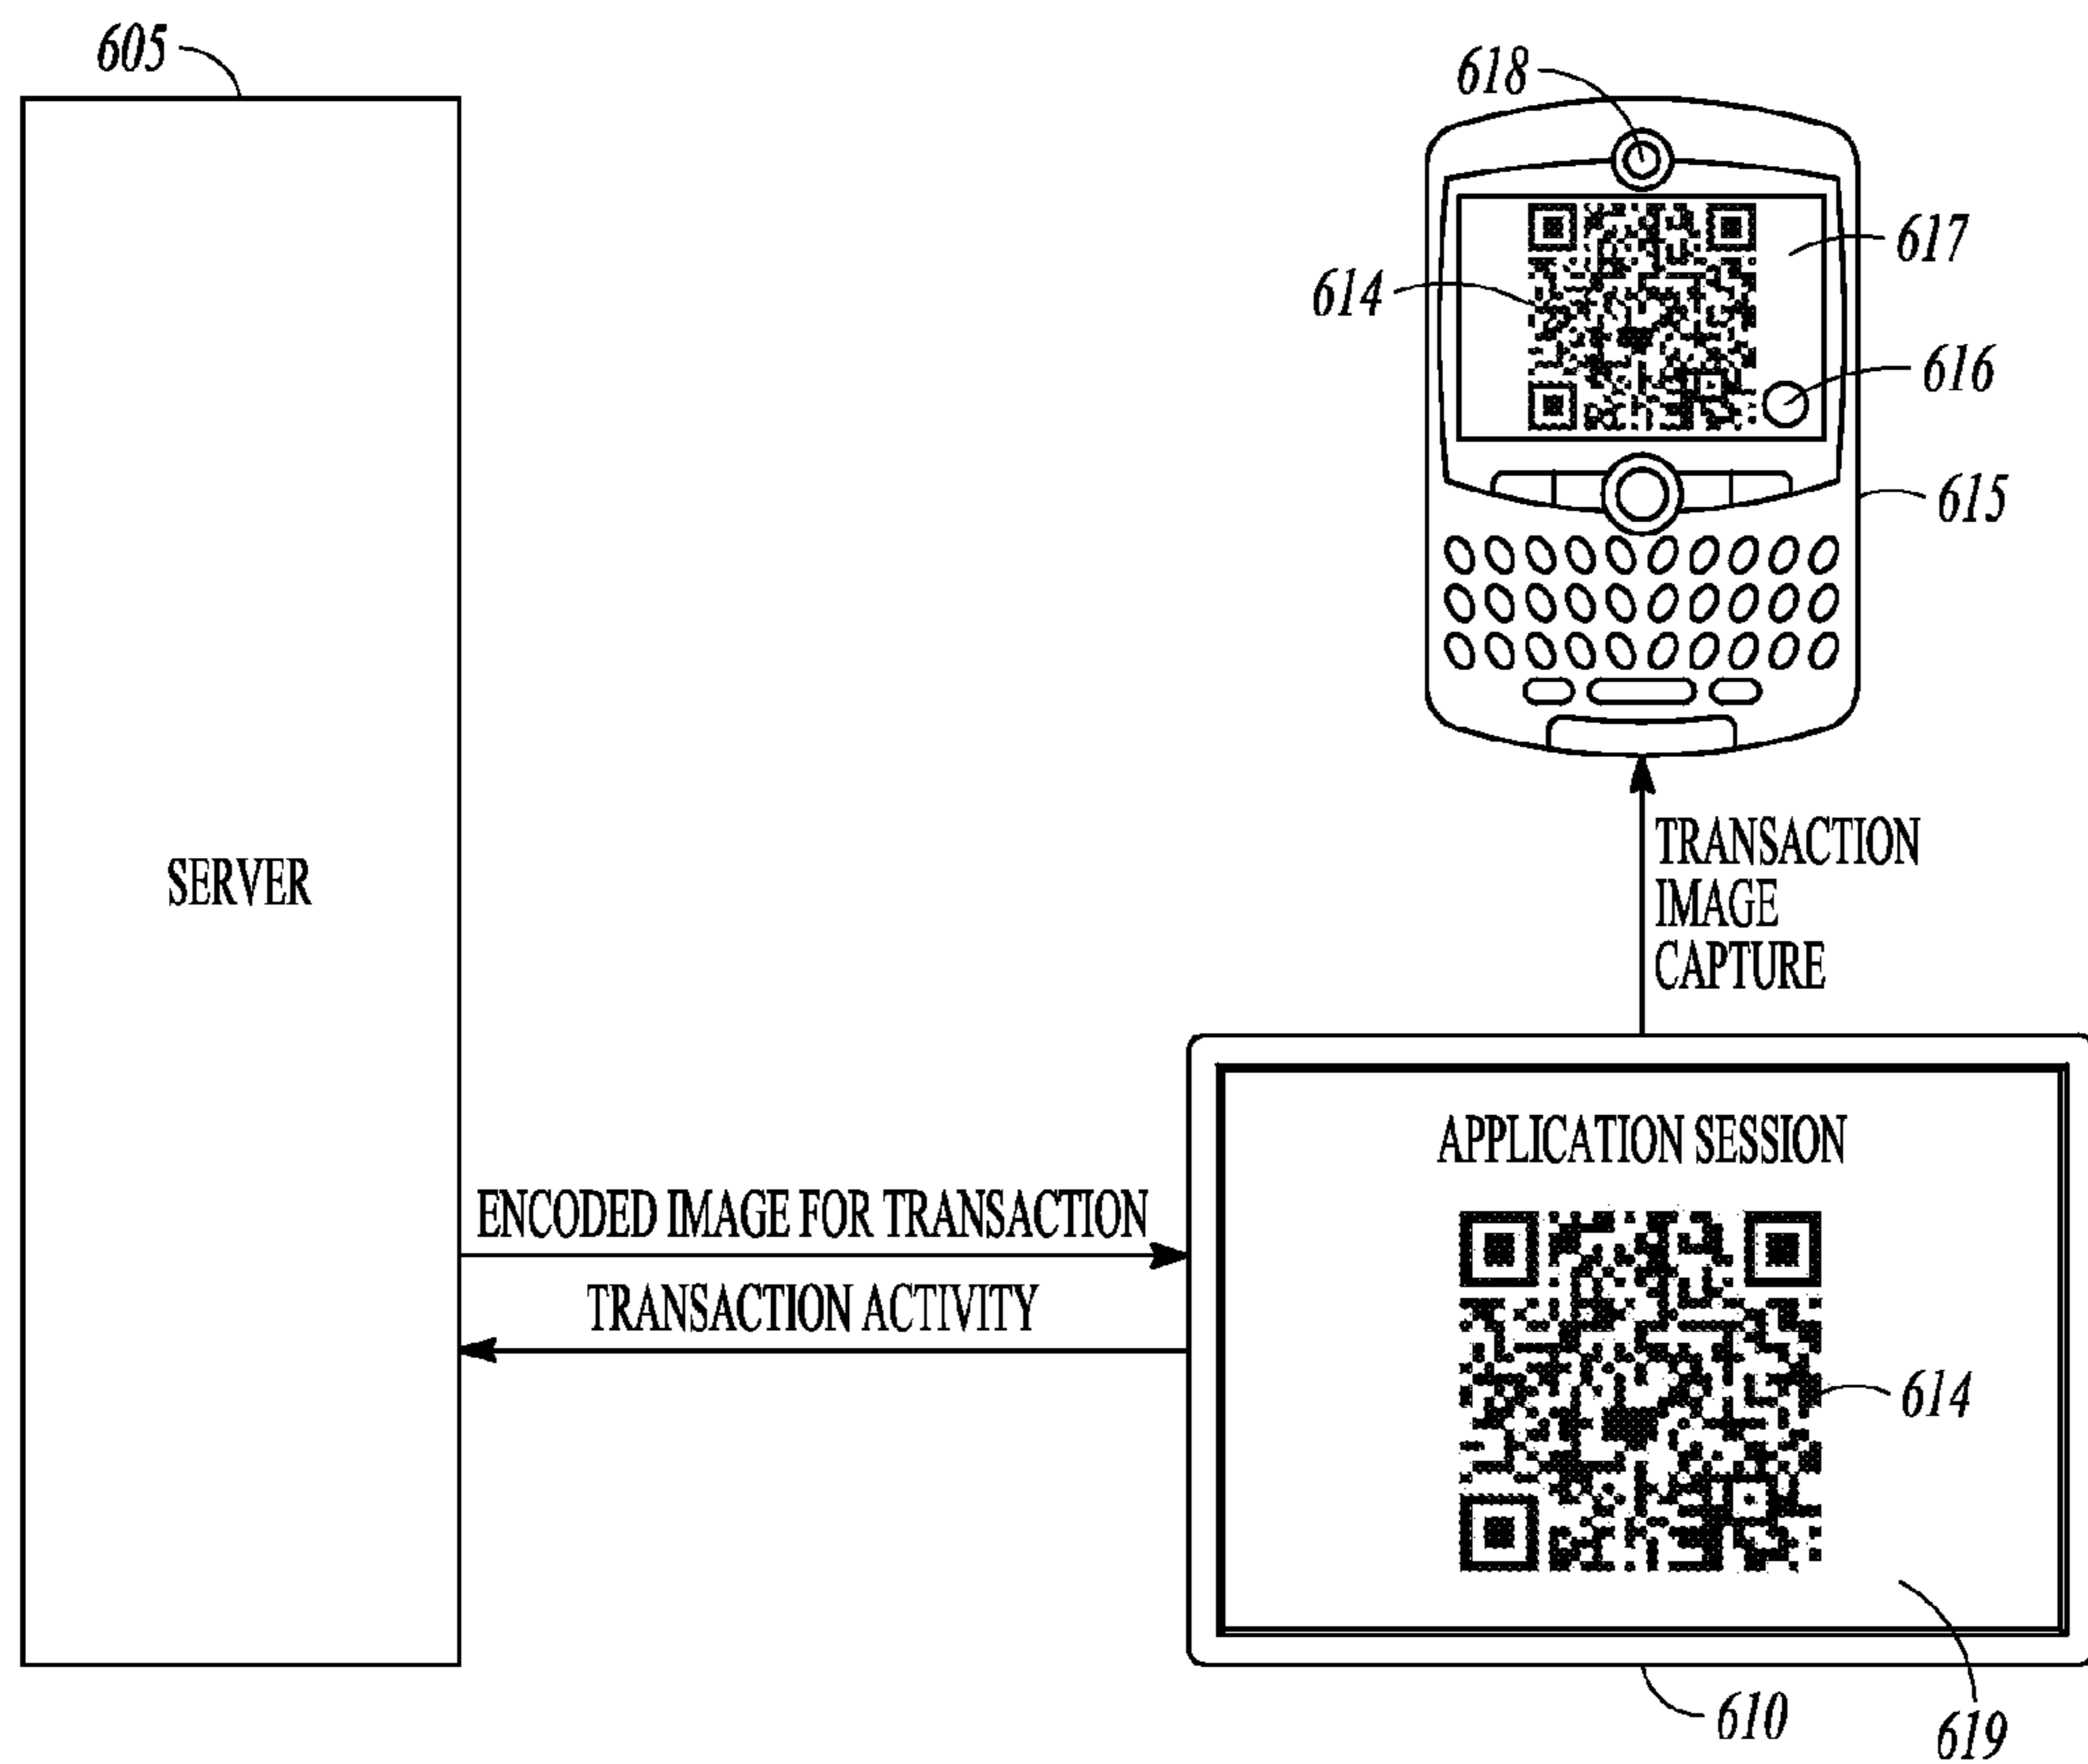 605
618
617
614
616
615
SERVER
TRANSACTION
IMAGE
CAPTURE
APPLICATION SESSION
ENCODED IMAGE FOR TRANSACTION
TRANSACTION ACTIVITY
614
610
619